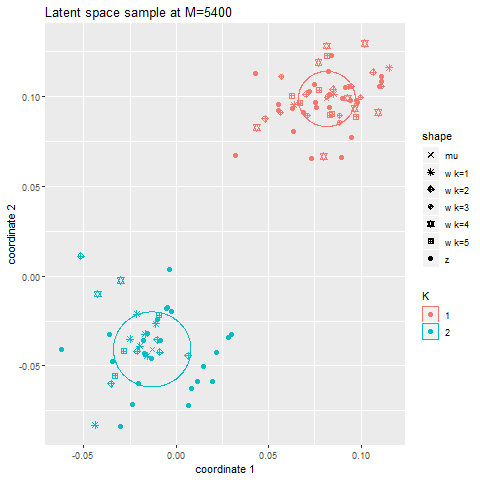 Latent space sample at M=5400
coordinate 2
0.10
0.05
0.00
-0.05
-0.05
0.00
0.05
0.10
coordinate 1
shape
mu
w k=1
w k=2
w k=3
w k=4
w k=5
z
K
1
2